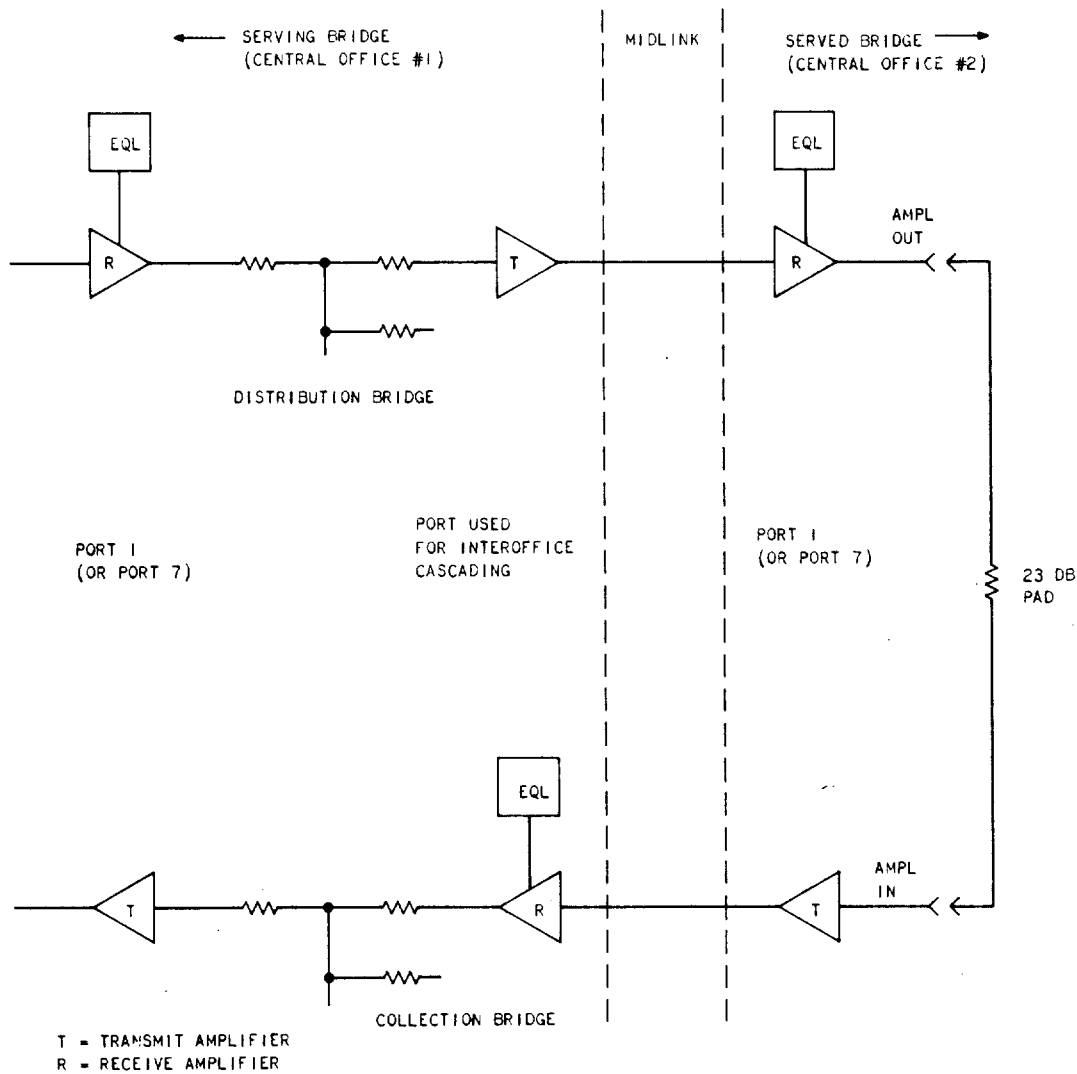 SERVING BRIDGE
(CENTRAL OFFICE #1)
MIDLINK
SERVED BRIDGE
(CENTRAL OFFICE #2)
EQL
EQL
R
T
R
AMPL
OUT
DISTRIBUTION BRIDGE
PORT 1
(OR PORT 7)
PORT USED
FOR INTEROFFICE
CASCADING
PORT 1
(OR PORT 7)
23 DB
PAD
EQL
T
R
T
AMPL
IN
COLLECTION BRIDGE
T = TRANSMIT AMPLIFIER
R = RECEIVE AMPLIFIER